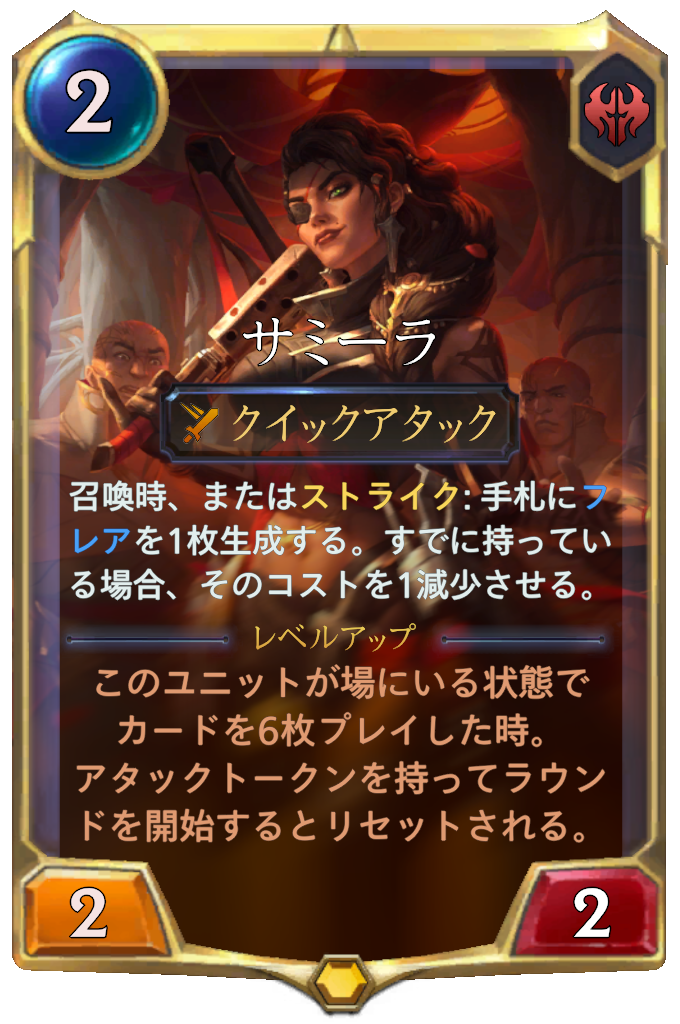 2
サミーラ
クイックアタック
召喚時、またはストライク: 手札にフ
レアを1枚生成する。すでに持ってい
る場合、そのコストを1減少させる。
レベルアップ
このユニットが場にいる状態で
カードを6枚プレイした時。
アタックトークンを持ってラウン
ドを開始するとリセットされる。
2
2